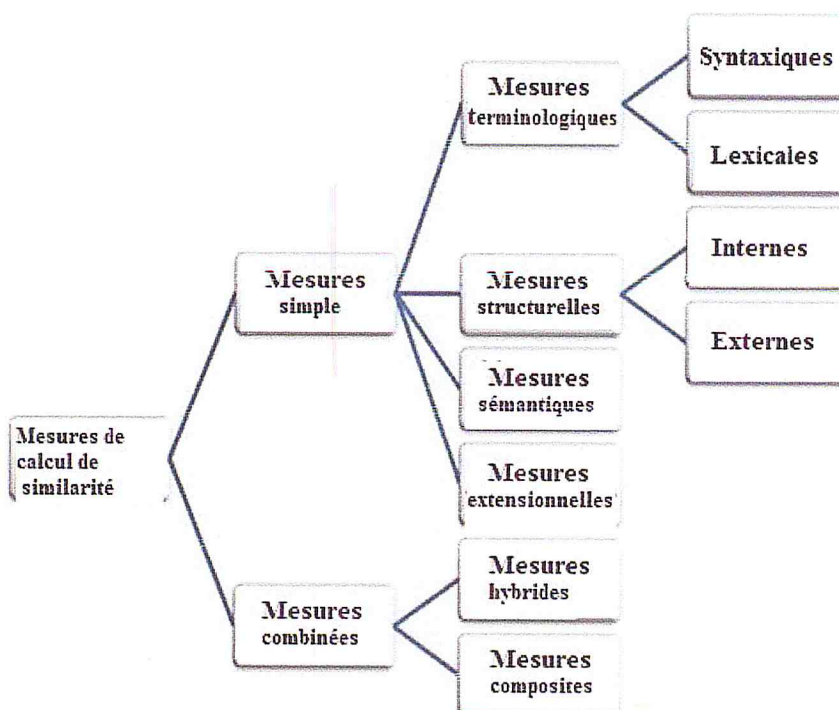 Mesures de
calcul de
similarité
Mesures
simple
Mesures
terminologiques
Syntaxiques
Lexicales
Mesures
structurelles
Internes
Externes
Mesures
sémantiques
Mesures
extensionnelles
Mesures
combinées
Mesures
hybrides
Mesures
composites